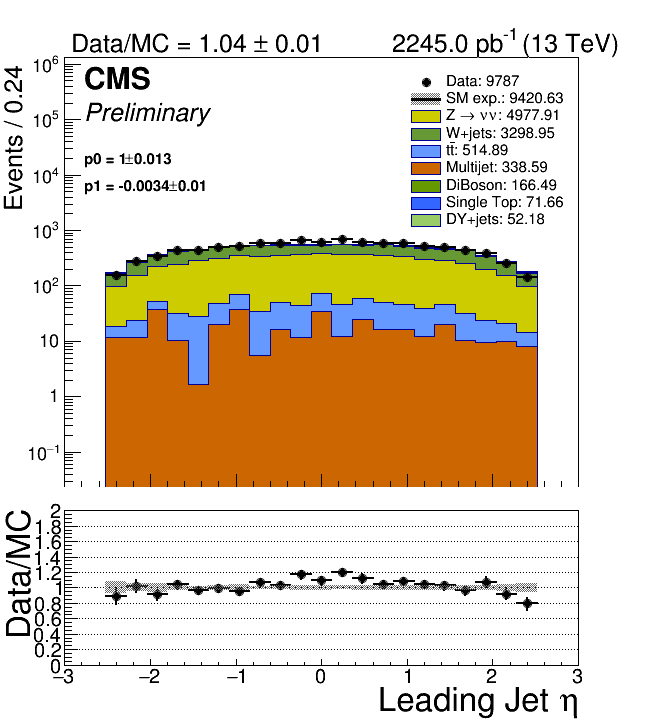 Data/MC = 1.04 ± 0.01 2245.0 pb⁻¹ (13 TeV)
Events / 0.24
10⁶
10⁵
10⁴
10³
10²
10
1
10⁻¹
CMS
Preliminary
p0 = 1±0.013
p1 = -0.0034±0.01
Data: 9787
SM exp.: 9420.63
Z → νν: 4977.91
W+jets: 3298.95
tt̄: 514.89
Multijet: 338.59
DiBoson: 166.49
Single Top: 71.66
DY+jets: 52.18
Data/MC
2
1.8
1.6
1.4
1.2
1
0.8
0.6
0.4
0.2
0
−3 −2 −1 0 1 2 3
Leading Jet η